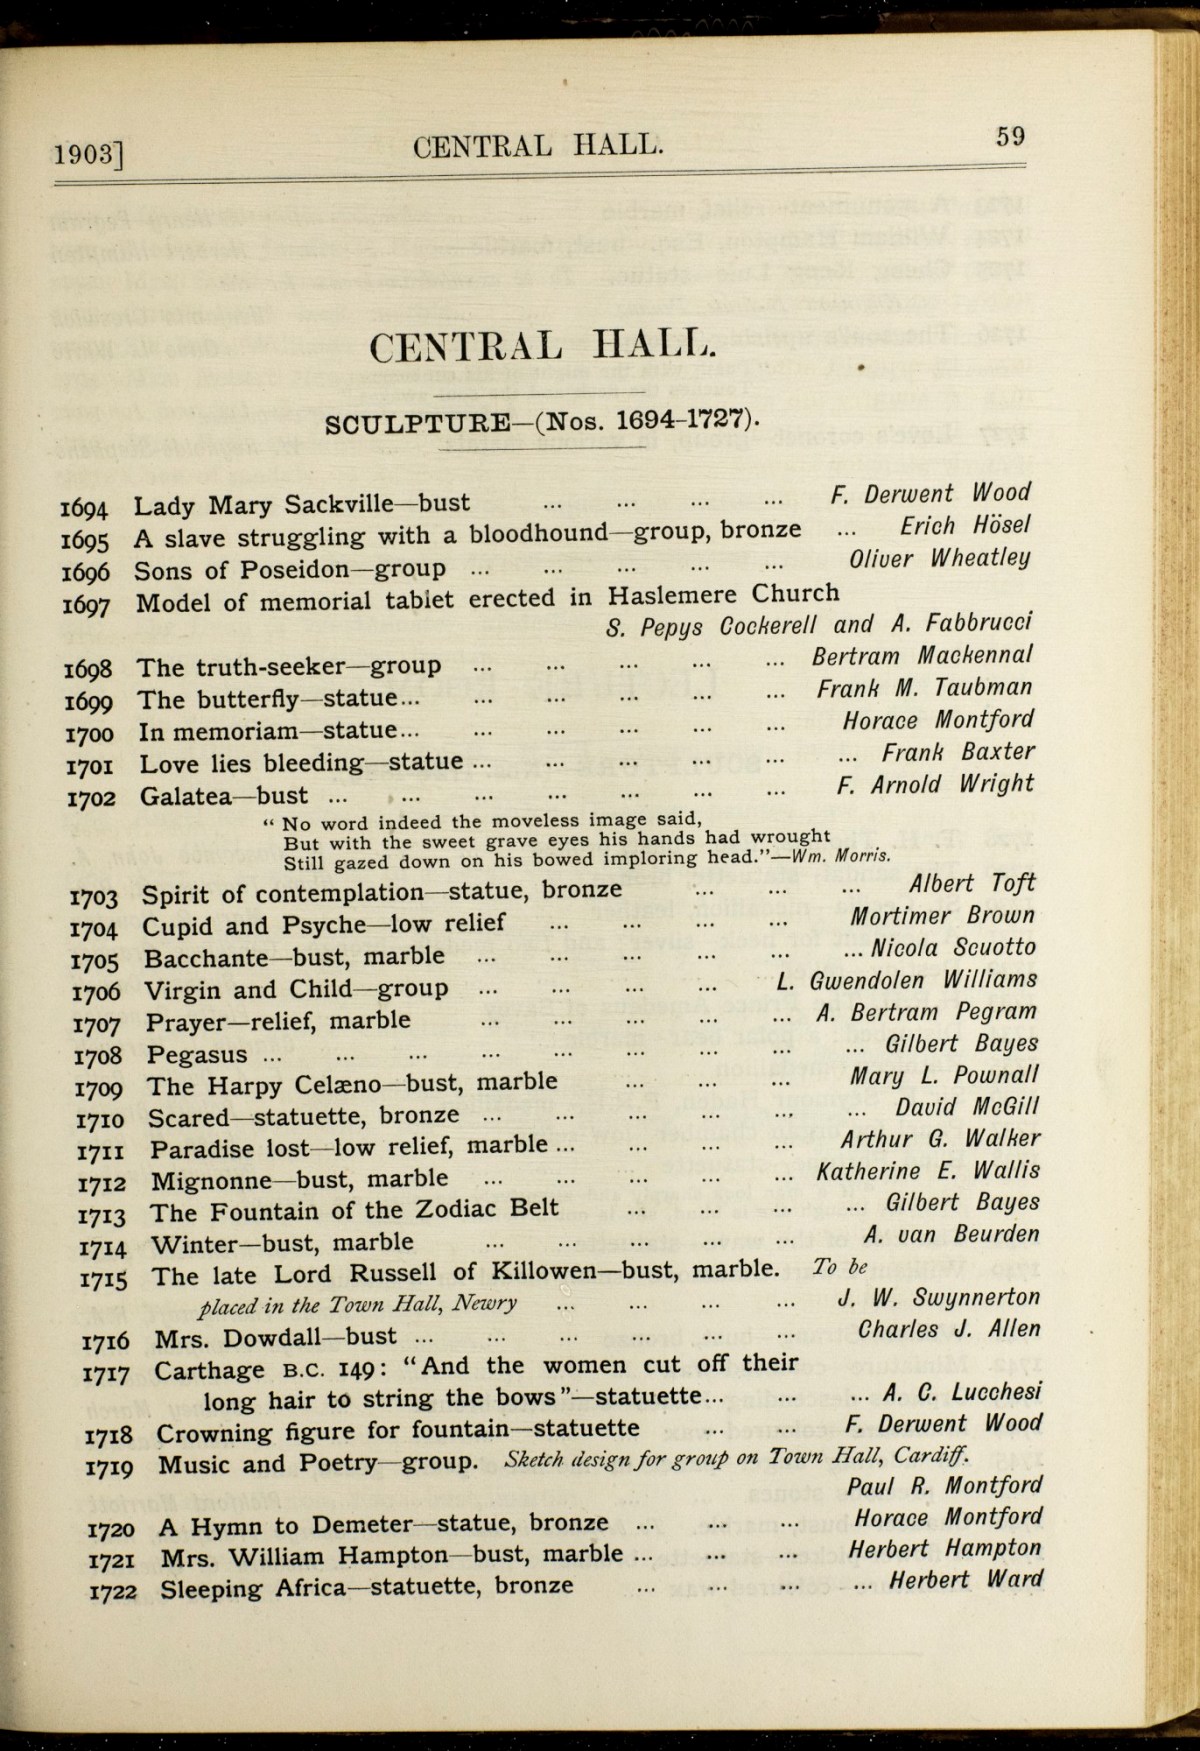 1903] CENTRAL HALL. 59
CENTRAL HALL.
SCULPTURE—(Nos. 1694-1727).
1694 Lady Mary Sackville—bust ... ... ... ... F. Derwent Wood
1695 A slave struggling with a bloodhound—group, bronze ... Erich Hösel
1696 Sons of Poseidon—group ... ... ... ... ... Oliver Wheatley
1697 Model of memorial tablet erected in Haslemere Church
S. Pepys Cockerell and A. Fabbrucci
1698 The truth-seeker—group ... ... ... ... ... Bertram Mackennal
1699 The butterfly—statue... ... ... ... ... ... Frank M. Taubman
1700 In memoriam—statue... ... ... ... ... ... Horace Montford
1701 Love lies bleeding—statue ... ... ... ... ... ... Frank Baxter
1702 Galatea—bust ... ... ... ... ... ... ... F. Arnold Wright
“ No word indeed the moveless image said,
But with the sweet grave eyes his hands had wrought
Still gazed down on his bowed imploring head.”—Wm. Morris.
1703 Spirit of contemplation—statue, bronze ... ... ... Albert Toft
1704 Cupid and Psyche—low relief ... ... ... ... Mortimer Brown
1705 Bacchante—bust, marble ... ... ... ... ... ... Nicola Scuotto
1706 Virgin and Child—group ... ... ... ... L. Gwendolen Williams
1707 Prayer—relief, marble ... ... ... ... ... A. Bertram Pegram
1708 Pegasus ... ... ... ... ... ... ... ... ... Gilbert Bayes
1709 The Harpy Celæno—bust, marble ... ... ... Mary L. Pownall
1710 Scared—statuette, bronze ... ... ... ... ... ... David McGill
1711 Paradise lost—low relief, marble ... ... ... ... Arthur G. Walker
1712 Mignonne—bust, marble ... ... ... ... ... Katherine E. Wallis
1713 The Fountain of the Zodiac Belt ... ... ... ... Gilbert Bayes
1714 Winter—bust, marble ... ... ... ... ... A. van Beurden
1715 The late Lord Russell of Killowen—bust, marble. To be
placed in the Town Hall, Newry ... ... ... ... J. W. Swynnerton
1716 Mrs. Dowdall—bust ... ... ... ... ... ... Charles J. Allen
1717 Carthage B.C. 149: “And the women cut off their
long hair to string the bows”—statuette... ... ... A. C. Lucchesi
1718 Crowning figure for fountain—statuette ... ... F. Derwent Wood
1719 Music and Poetry—group. Sketch design for group on Town Hall, Cardiff.
Paul R. Montford
1720 A Hymn to Demeter—statue, bronze ... ... ... Horace Montford
1721 Mrs. William Hampton—bust, marble ... ... ... Herbert Hampton
1722 Sleeping Africa—statuette, bronze ... ... ... ... Herbert Ward